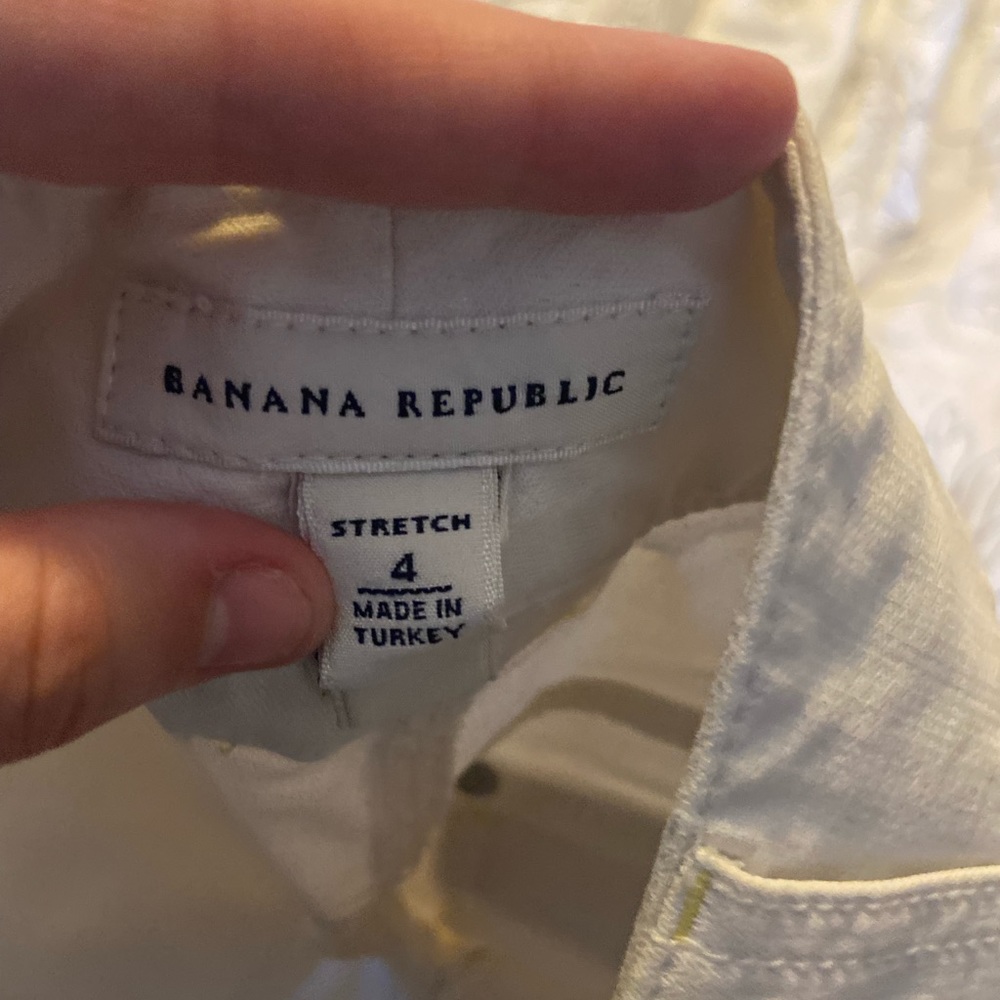 BANANA REPUBLIC
STRETCH
4
MADE IN
TURKEY